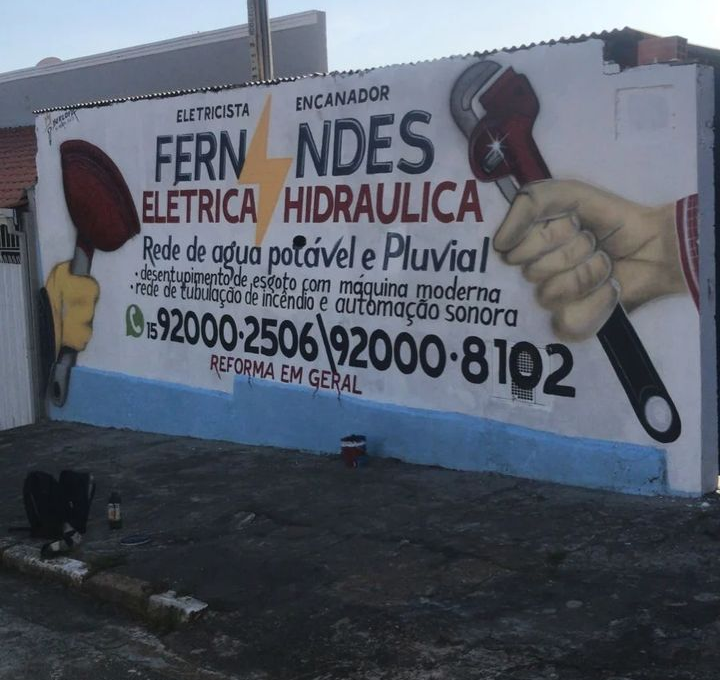 ELETRICISTA ENCANADOR
FERNANDES
ELÉTRICA HIDRAULICA
Rede de agua potável e Pluvial
• desentupimento de esgoto com máquina moderna
• rede de tubulação de incêndio e automação sonora
15 92000-2506\92000-8102
REFORMA EM GERAL